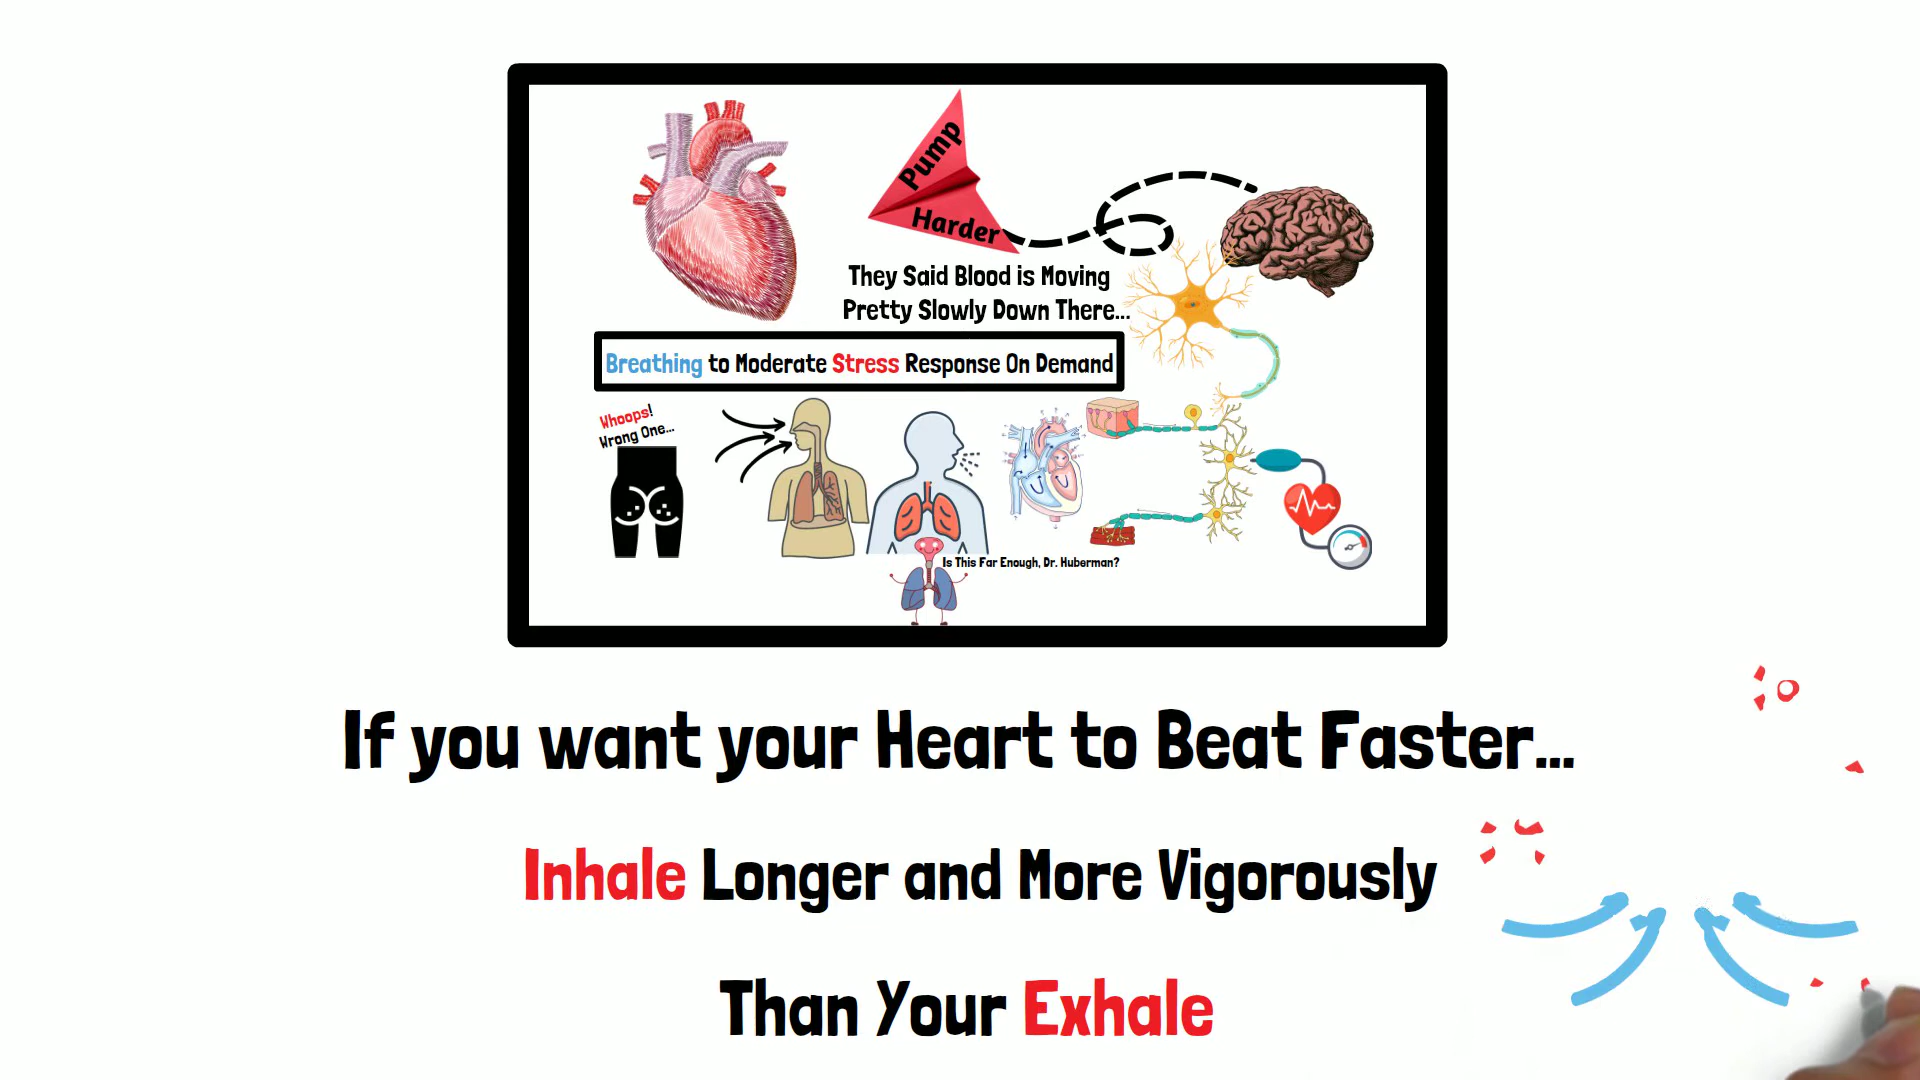 Pump
Harder
They Said Blood is Moving
Pretty Slowly Down There...
Breathing to Moderate Stress Response On Demand
Whoops!
Wrong One...
Is This Far Enough, Dr. Huberman?
If you want your Heart to Beat Faster...
Inhale Longer and More Vigorously
Than Your Exhale